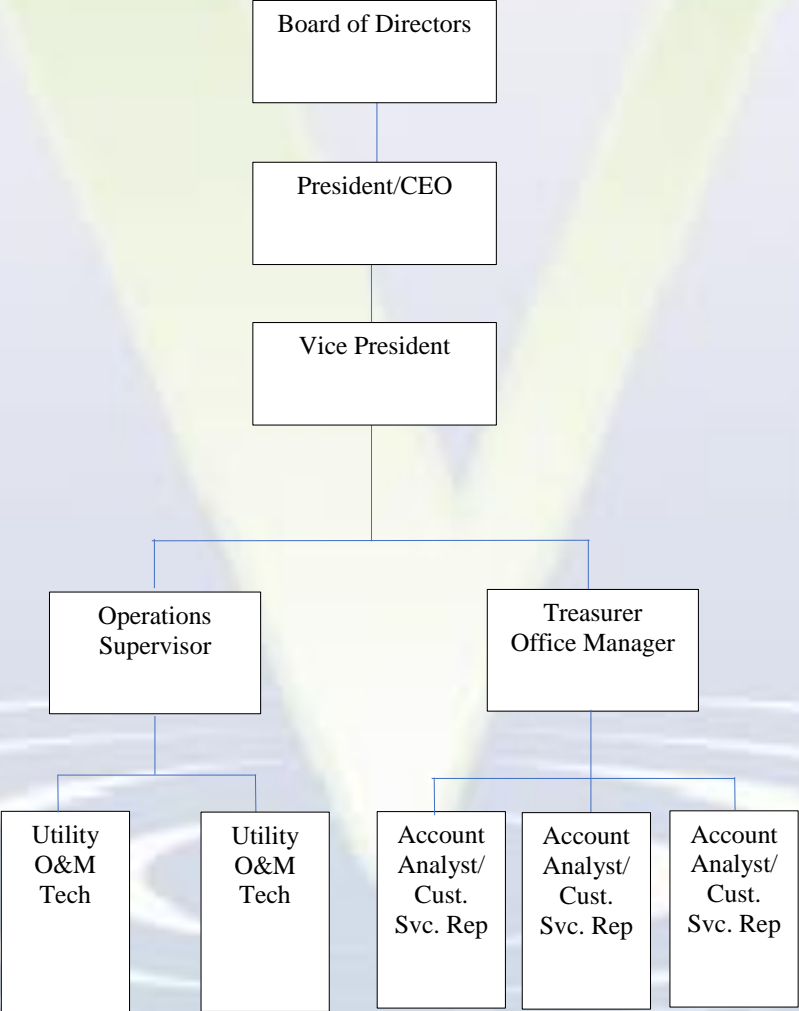 Board of Directors
President/CEO
Vice President
Operations
Supervisor
Treasurer
Office Manager
Utility
O&M
Tech
Utility
O&M
Tech
Account
Analyst/
Cust.
Svc. Rep
Account
Analyst/
Cust.
Svc. Rep
Account
Analyst/
Cust.
Svc. Rep